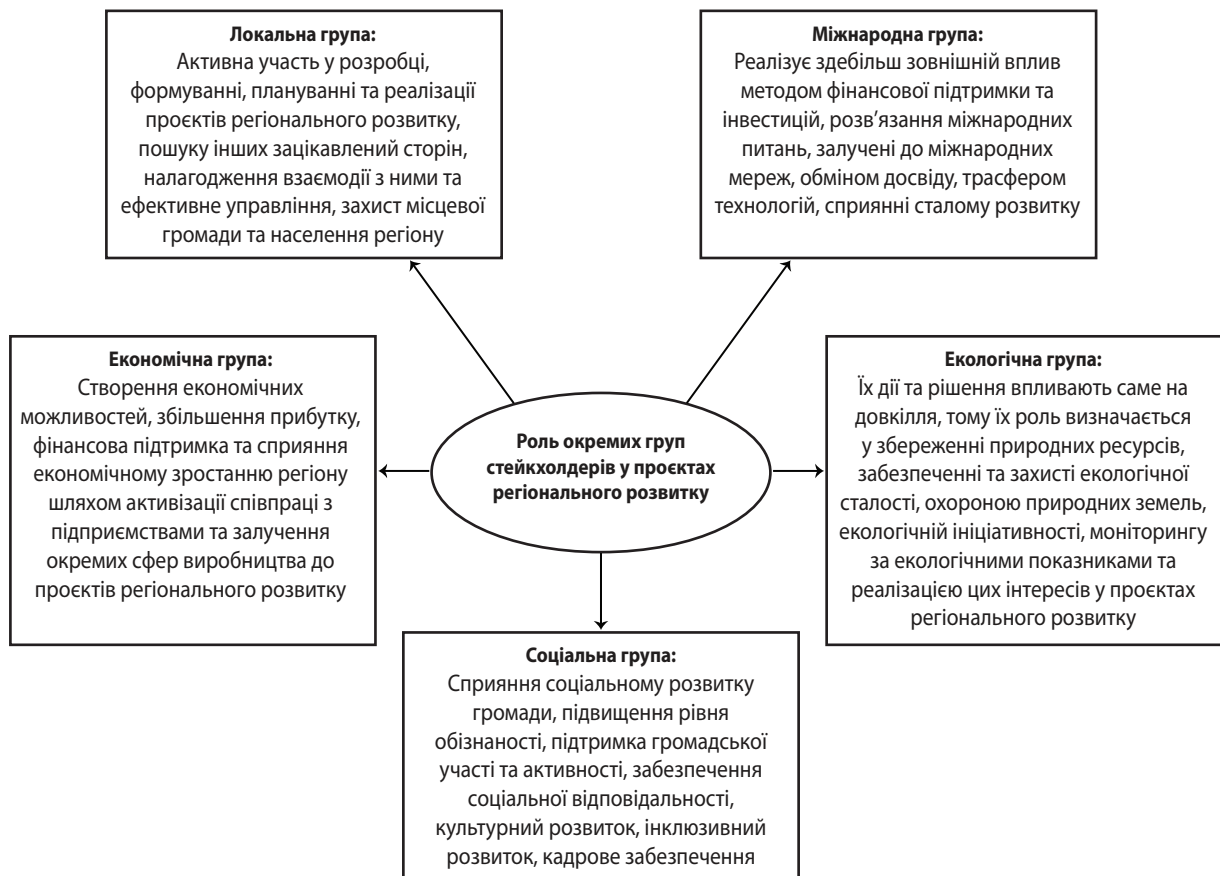 Локальна група:
Активна участь у розробці,
формуванні, плануванні та реалізації
проєктів регіонального розвитку,
пошуку інших зацікавлений сторін,
налагодження взаємодії з ними та
ефективне управління, захист місцевої
громади та населення регіону
Міжнародна група:
Реалізує здебільш зовнішній вплив
методом фінансової підтримки та
інвестицій, розв’язання міжнародних
питань, залучені до міжнародних
мереж, обміном досвіду, трасфером
технологій, сприянні сталому розвитку
Економічна група:
Створення економічних
можливостей, збільшення прибутку,
фінансова підтримка та сприяння
економічному зростанню регіону
шляхом активізації співпраці з
підприємствами та залучення
окремих сфер виробництва до
проєктів регіонального розвитку
Роль окремих груп
стейкхолдерів у проєктах
регіонального розвитку
Екологічна група:
Їх дії та рішення впливають саме на
довкілля, тому їх роль визначається
у збереженні природних ресурсів,
забезпеченні та захисті екологічної
сталості, охороною природних земель,
екологічній ініціативності, моніторингу
за екологічними показниками та
реалізацією цих інтересів у проєктах
регіонального розвитку
Соціальна група:
Сприяння соціальному розвитку
громади, підвищення рівня
обізнаності, підтримка громадської
участі та активності, забезпечення
соціальної відповідальності,
культурний розвиток, інклюзивний
розвиток, кадрове забезпечення